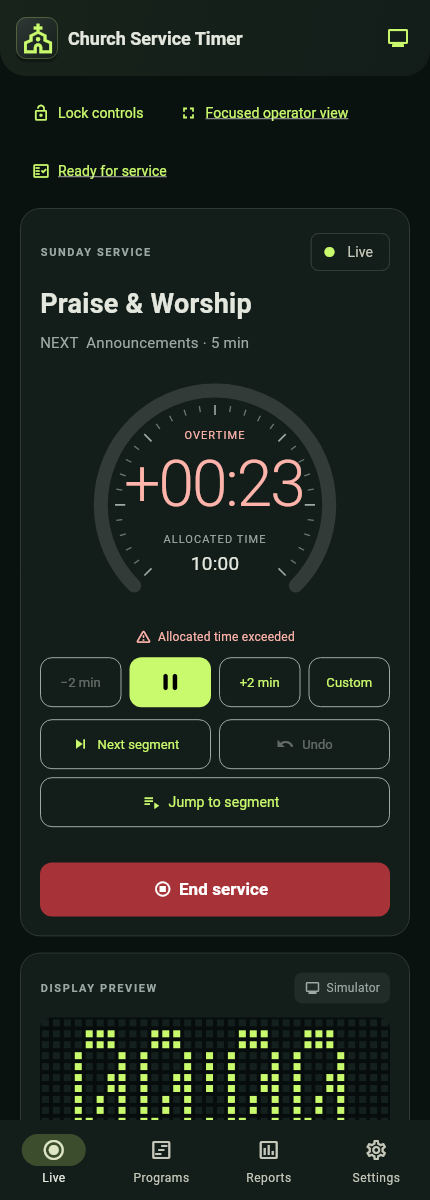 Church Service Timer
Lock controls
Focused operator view
Ready for service
SUNDAY SERVICE
Live
Praise & Worship
NEXT Announcements · 5 min
OVERTIME
+00:23
ALLOCATED TIME
10:00
Allocated time exceeded
−2 min
+2 min
Custom
Next segment
Undo
Jump to segment
End service
DISPLAY PREVIEW
Simulator
Live
Programs
Reports
Settings